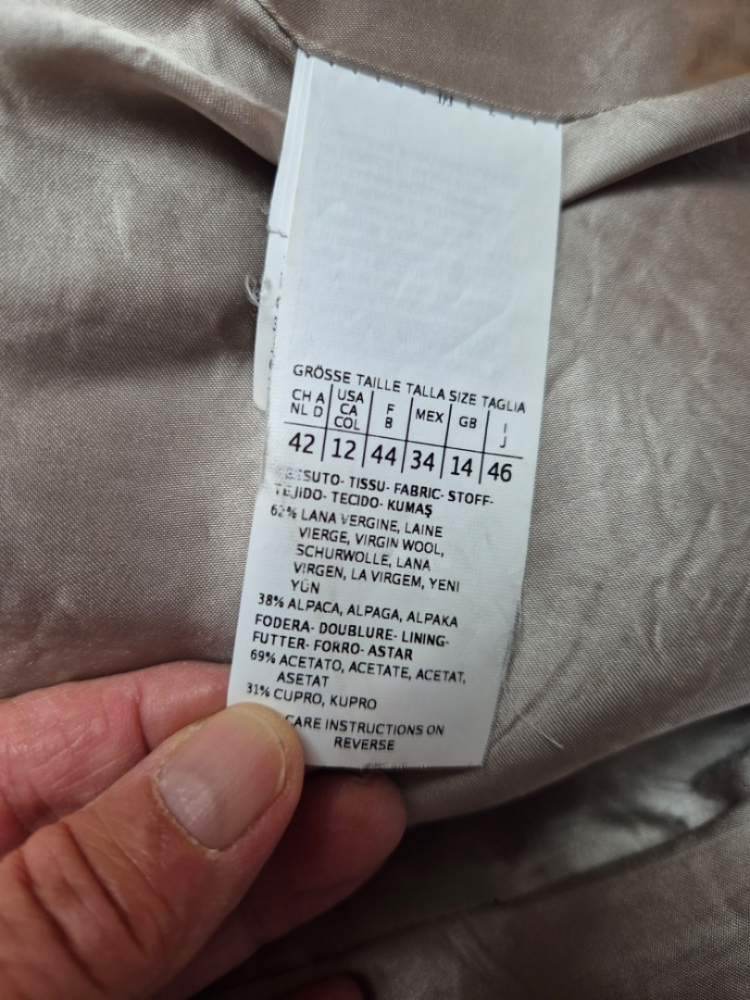 GRÖSSE TAILLE TALLA SIZE TAGLIA
CH A NL D | USA CA COL | F B | MEX | GB | I J
42 | 12 | 44 | 34 | 14 | 46
TESSUTO- TISSU- FABRIC- STOFF-
TEJIDO- TECIDO- KUMAŞ
62% LANA VERGINE, LAINE
VIERGE, VIRGIN WOOL,
SCHURWOLLE, LANA
VIRGEN, LA VIRGEM, YENI
YÜN
38% ALPACA, ALPAGA, ALPAKA
FODERA- DOUBLURE- LINING-
FUTTER- FORRO- ASTAR
69% ACETATO, ACETATE, ACETAT,
ASETAT
31% CUPRO, KUPRO
CARE INSTRUCTIONS ON
REVERSE